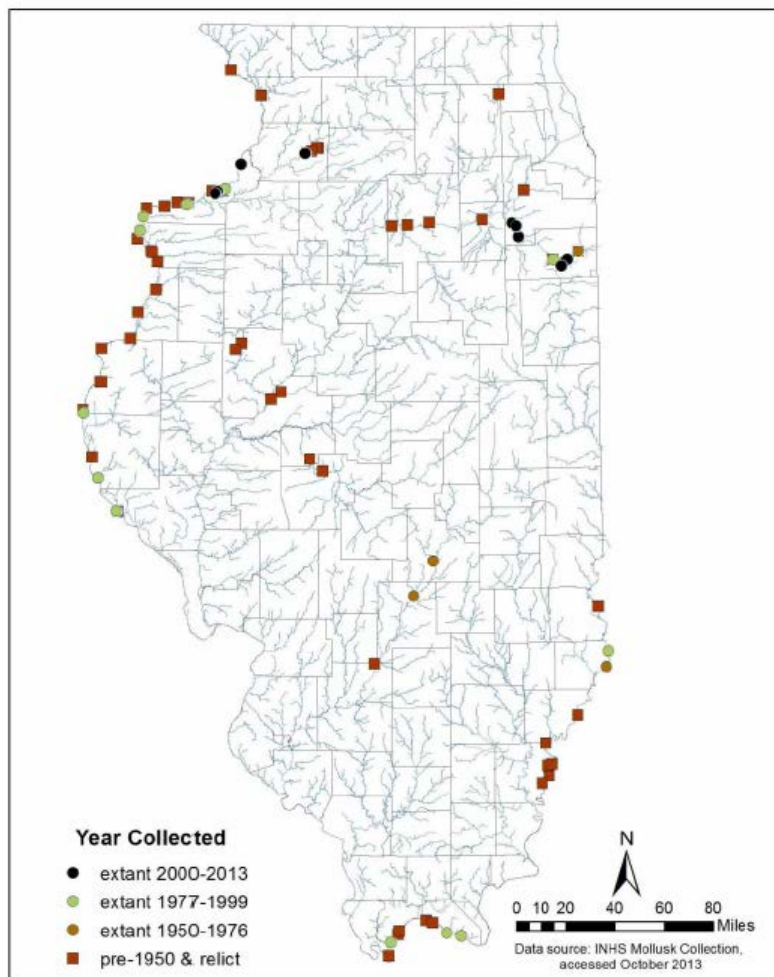 Year Collected
extant 2000-2013
extant 1977-1999
extant 1950-1976
pre-1950 & relict
N
0 5 10 20 40 60 80
Miles
Data source: INHS Mollusk Collection,
accessed October 2013